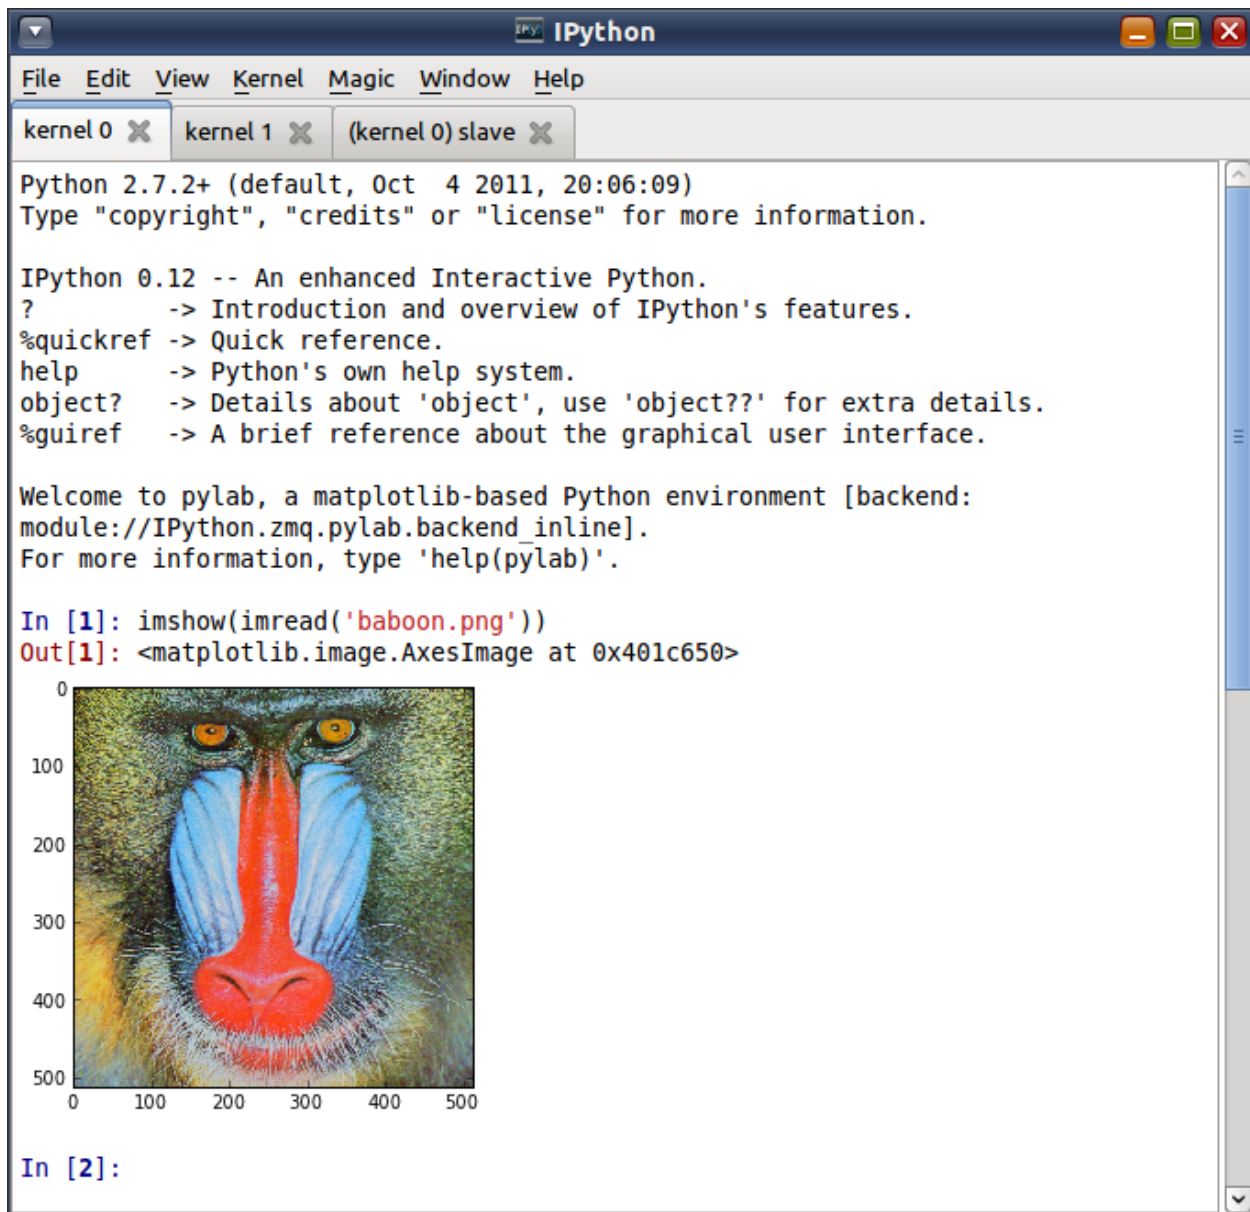 IPython
File Edit View Kernel Magic Window Help
kernel 0 kernel 1 (kernel 0) slave
Python 2.7.2+ (default, Oct  4 2011, 20:06:09)
Type "copyright", "credits" or "license" for more information.
IPython 0.12 -- An enhanced Interactive Python.
?         -> Introduction and overview of IPython's features.
%quickref -> Quick reference.
help      -> Python's own help system.
object?   -> Details about 'object', use 'object??' for extra details.
%guiref   -> A brief reference about the graphical user interface.
Welcome to pylab, a matplotlib-based Python environment [backend:
module://IPython.zmq.pylab.backend_inline].
For more information, type 'help(pylab)'.
In [1]: imshow(imread('baboon.png'))
Out[1]: <matplotlib.image.AxesImage at 0x401c650>
0
100
200
300
400
500
0 100 200 300 400 500
In [2]: